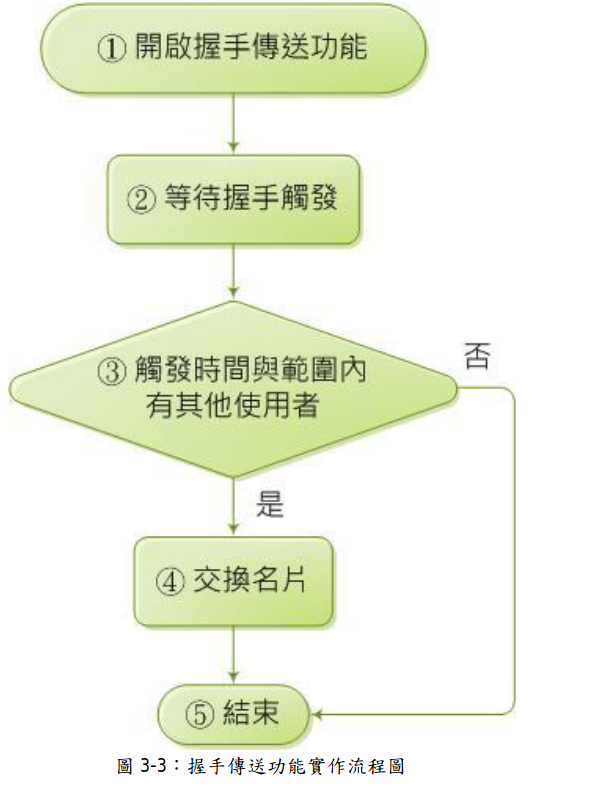 ① 開啟握手傳送功能
② 等待握手觸發
③ 觸發時間與範圍內
有其他使用者
否
是
④ 交換名片
⑤ 結束
圖 3-3：握手傳送功能實作流程圖